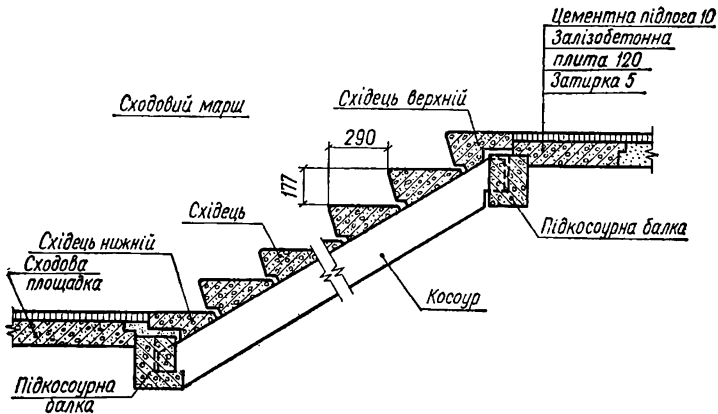 Цементна підлога 10
Залізобетонна
плита 120
Затирка 5
Сходовий марш
Східець верхній
290
177
Східець
Східець нижній
Сходова
площадка
Підкосоурна балка
Косоур
Підкосоурна
балка